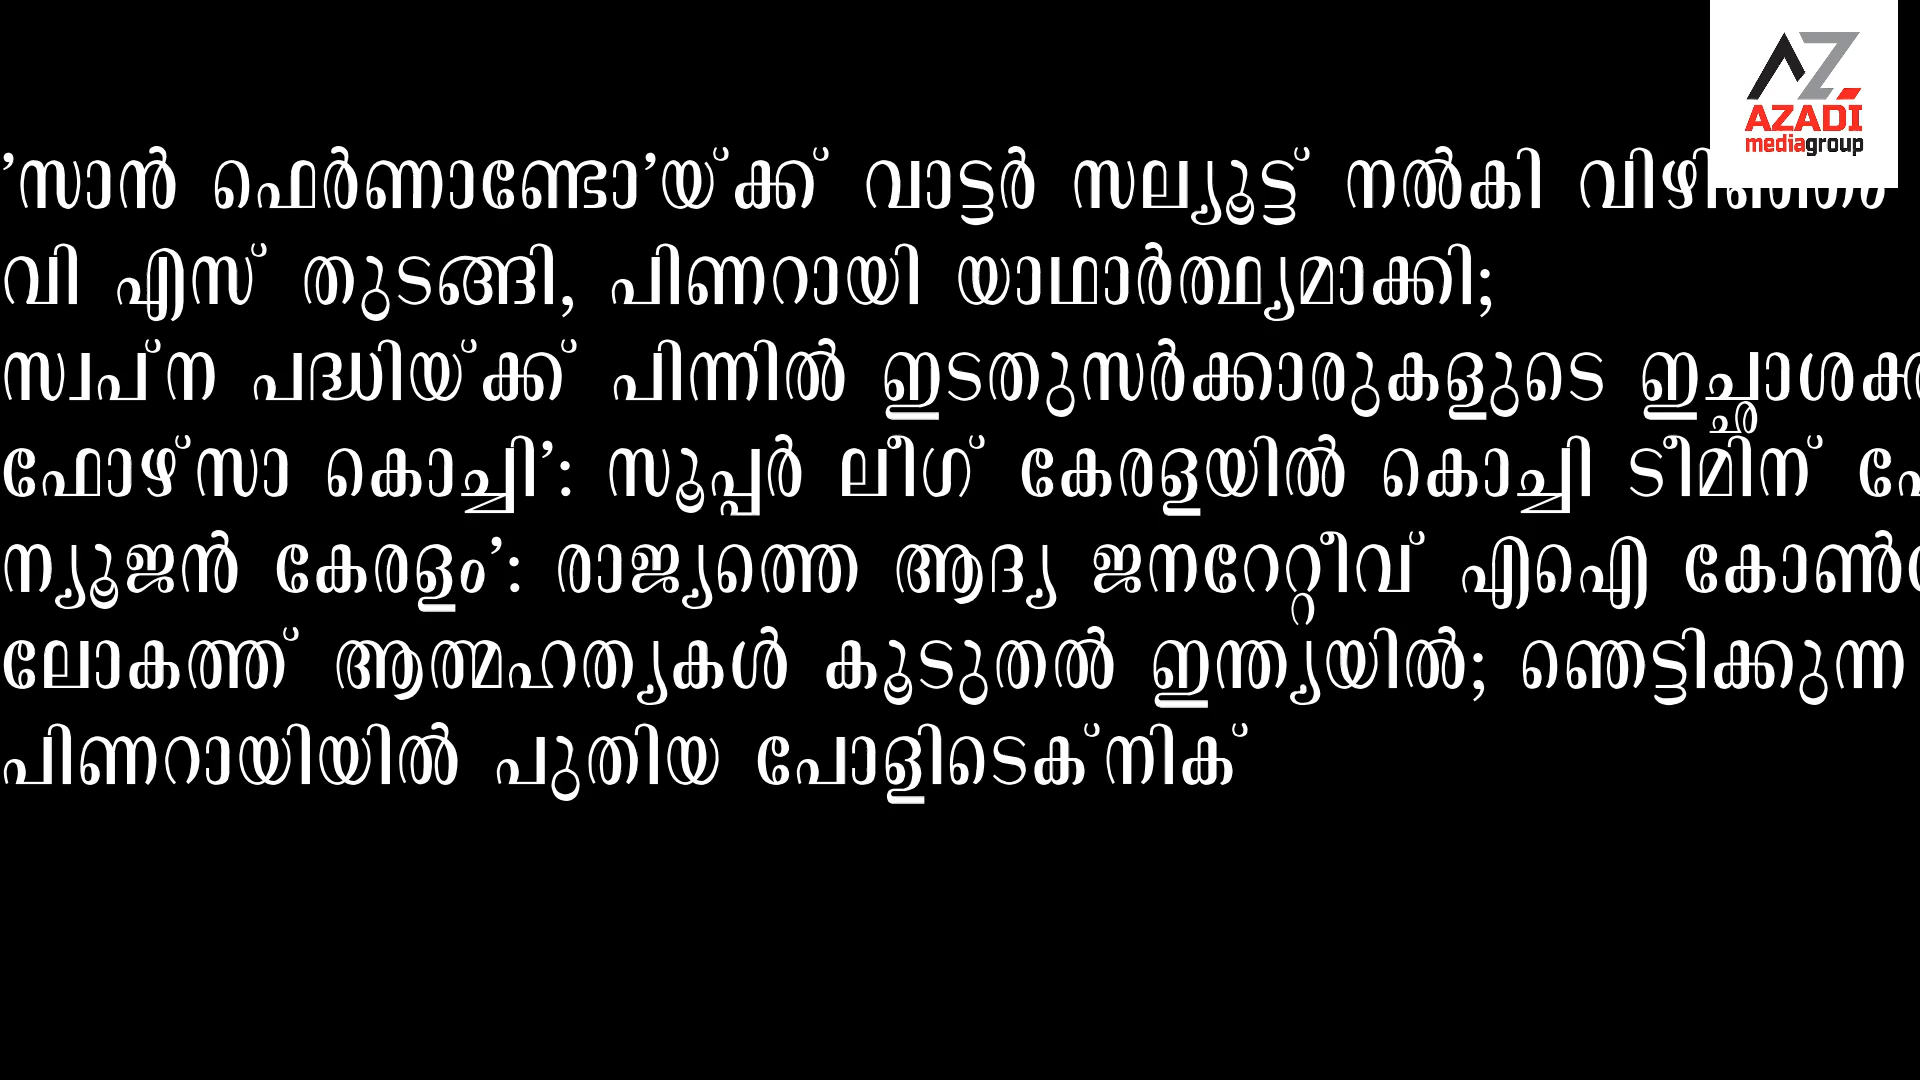 AZ.
AZADI
mediagroup
'സാൻ ഫെർണാണ്ടോ'യ്ക്ക് വാട്ടർ സല്യൂട്ട് നൽകി
വി എസ് തുടങ്ങി, പിണറായി യാഥാർത്ഥ്യമാക്കി;
സ്വപ്ന പദ്ധിയ്ക്ക് പിന്നിൽ ഇടതുസർക്കാരുകളുടെ
ഫോഴ്സാ കൊച്ചി': സൂപ്പർ ലീഗ് കേരളയിൽ കൊച്ചി ടീമിന്
ന്യൂജൻ കേരളം': രാജ്യത്തെ ആദ്യ ജനറേറ്റീവ് എഐ
ലോകത്ത് ആത്മഹത്യകൾ കൂടുതൽ ഇന്ത്യയിൽ; ഞെട്ടിക്കുന്ന
പിണറായിയിൽ പുതിയ പോളിടെക്നിക്